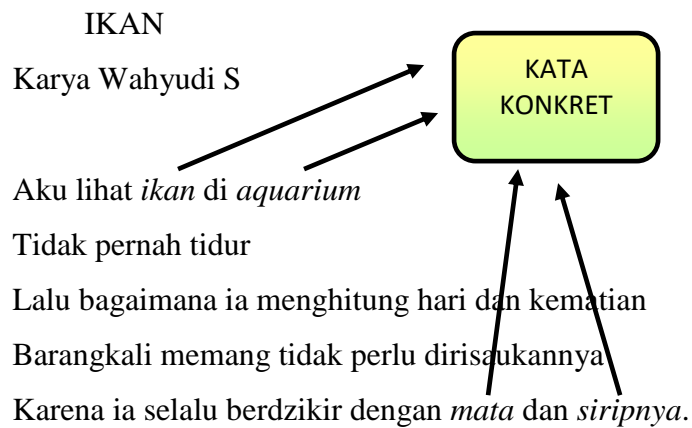 IKAN
Karya Wahyudi S
KATA
KONKRET
Aku lihat ikan di aquarium
Tidak pernah tidur
Lalu bagaimana ia menghitung hari dan kematian
Barangkali memang tidak perlu dirisaukannya
Karena ia selalu berdzikir dengan mata dan siripnya.